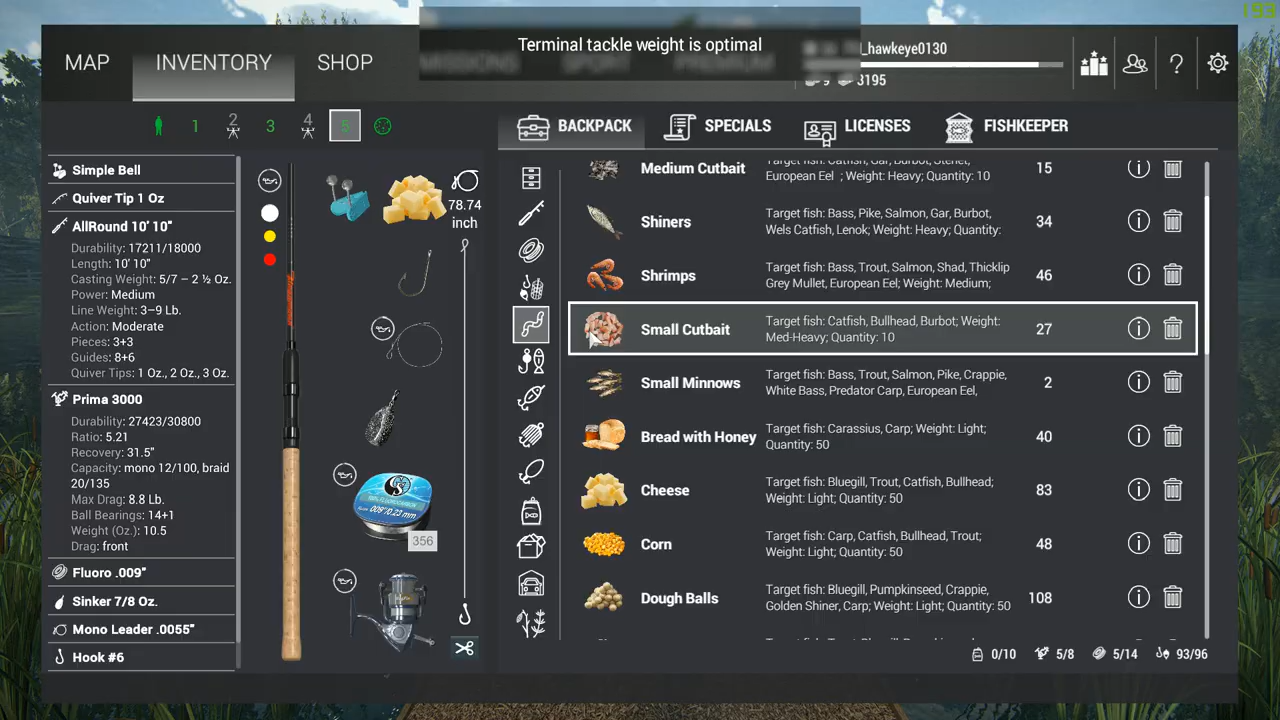 193
Terminal tackle weight is optimal
MAP
INVENTORY
SHOP
MISSIONS
SPORT
PREMIUM
_hawkeye0130
3195
1
2
3
4
5
BACKPACK
SPECIALS
LICENSES
FISHKEEPER
Simple Bell
Quiver Tip 1 Oz
AllRound 10' 10"
Durability: 17211/18000
Length: 10' 10"
Casting Weight: 5/7 – 2 ½ Oz.
Power: Medium
Line Weight: 3–9 Lb.
Action: Moderate
Pieces: 3+3
Guides: 8+6
Quiver Tips: 1 Oz., 2 Oz., 3 Oz.
Prima 3000
Durability: 27423/30800
Ratio: 5.21
Recovery: 31.5"
Capacity: mono 12/100, braid
20/135
Max Drag: 8.8 Lb.
Ball Bearings: 14+1
Weight (Oz.): 10.5
Drag: front
Fluoro .009"
Sinker 7/8 Oz.
Mono Leader .0055"
Hook #6
78.74
inch
.009"/0.22 mm
356
Medium Cutbait
Target fish: Catfish, Gar, Burbot, Sterlet,
European Eel ; Weight: Heavy; Quantity: 10
15
Shiners
Target fish: Bass, Pike, Salmon, Gar, Burbot,
Wels Catfish, Lenok; Weight: Heavy; Quantity:
34
Shrimps
Target fish: Bass, Trout, Salmon, Shad, Thicklip
Grey Mullet, European Eel; Weight: Medium;
46
Small Cutbait
Target fish: Catfish, Bullhead, Burbot; Weight:
Med-Heavy; Quantity: 10
27
Small Minnows
Target fish: Bass, Trout, Salmon, Pike, Crappie,
White Bass, Predator Carp, European Eel,
2
Bread with Honey
Target fish: Carassius, Carp; Weight: Light;
Quantity: 50
40
Cheese
Target fish: Bluegill, Trout, Catfish, Bullhead;
Weight: Light; Quantity: 50
83
Corn
Target fish: Carp, Catfish, Bullhead, Trout;
Weight: Light; Quantity: 50
48
Dough Balls
Target fish: Bluegill, Pumpkinseed, Crappie,
Golden Shiner, Carp; Weight: Light; Quantity: 50
108
0/10
5/8
5/14
93/96